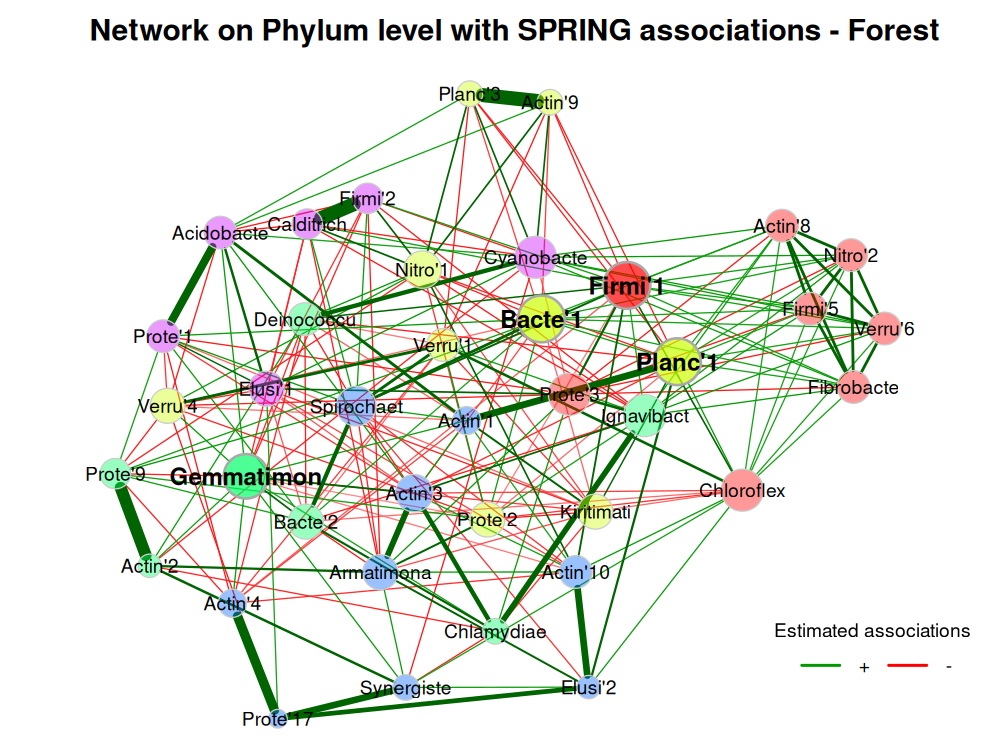 Network on Phylum level with SPRING associations - Forest
Planc'3
Actin'9
Firmi'2
Calditrich
Acidobacte
Actin'8
Nitro'2
Cyanobacte
Nitro'1
Firmi'1
Firmi'5
Deinococcu
Bacte'1
Verru'6
Prote'1
Verru'1
Planc'1
Elusi'1
Fibrobacte
Prote'3
Verru'4
Spirochaet
Actin'1
Ignavibact
Prote'9
Gemmatimon
Actin'3
Chloroflex
Bacte'2
Prote'2
Kiritimati
Actin'2
Armatimona
Actin'10
Actin'4
Chlamydiae
Estimated associations
+ -
Synergiste
Elusi'2
Prote'17